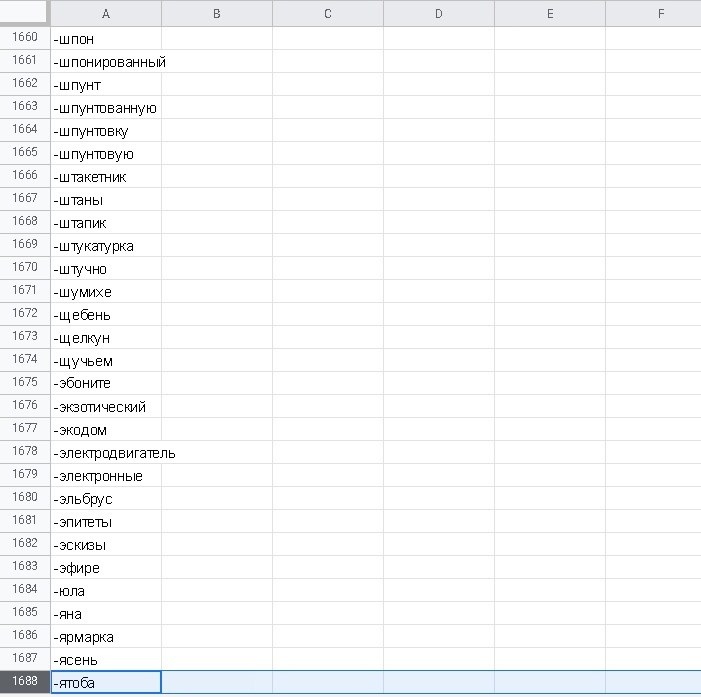 A B C D E F
1660 -шпон
1661 -шпонированный
1662 -шпунт
1663 -шпунтованную
1664 -шпунтовку
1665 -шпунтовую
1666 -штакетник
1667 -штаны
1668 -штапик
1669 -штукатурка
1670 -штучно
1671 -шумихе
1672 -щебень
1673 -щелкун
1674 -щучьем
1675 -эбоните
1676 -экзотический
1677 -экодом
1678 -электродвигатель
1679 -электронные
1680 -эльбрус
1681 -эпитеты
1682 -эскизы
1683 -эфире
1684 -юла
1685 -яна
1686 -ярмарка
1687 -ясень
1688 -ятоба